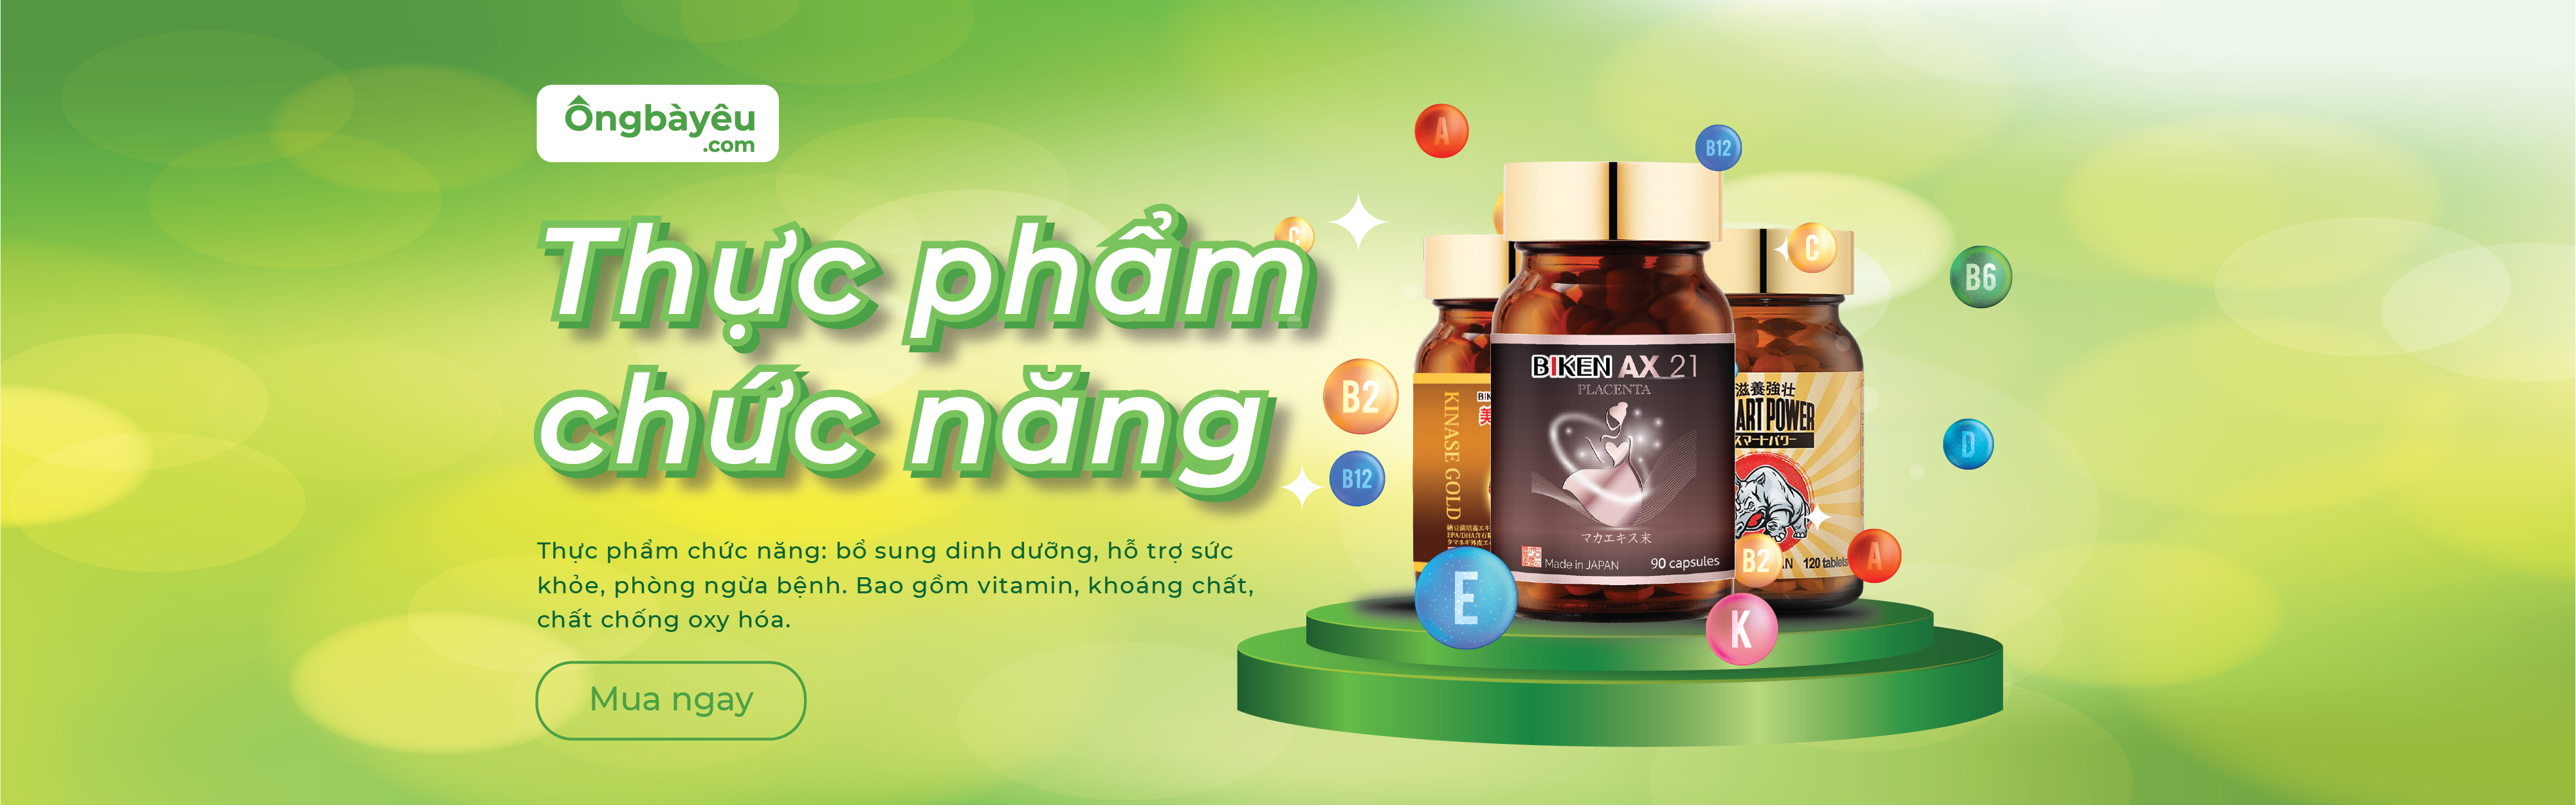 Ôngbàyêu
.com
Thực phẩm
chức năng
Thực phẩm chức năng: bổ sung dinh dưỡng, hỗ trợ sức
khỏe, phòng ngừa bệnh. Bao gồm vitamin, khoáng chất,
chất chống oxy hóa.
Mua ngay
A
B12
C
C
B6
B2
B12
D
E
B2
A
K
KINASE GOLD
BIKEN AX 21
PLACENTA
マカエキス末
Made in JAPAN
90 capsules
滋養強壮
ART POWER
スマートパワー
120 tablets